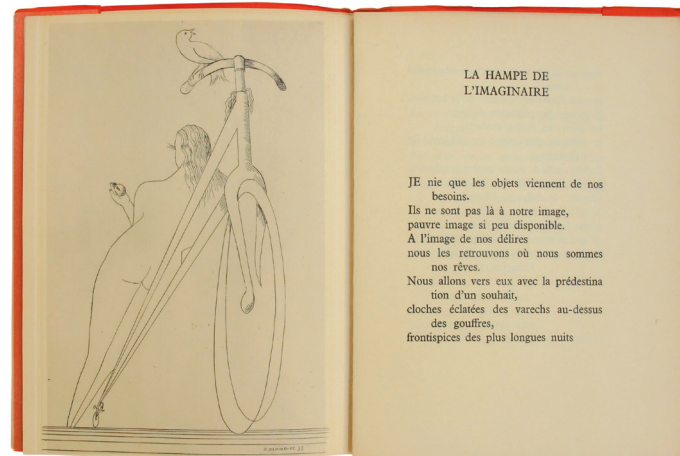 LA HAMPE DE
L'IMAGINAIRE
JE nie que les objets viennent de nos
besoins.
Ils ne sont pas là à notre image,
pauvre image si peu disponible.
A l'image de nos délires
nous les retrouvons où nous sommes
nos rêves.
Nous allons vers eux avec la prédestina
tion d'un souhait,
cloches éclatées des varechs au-dessus
des gouffres,
frontispices des plus longues nuits